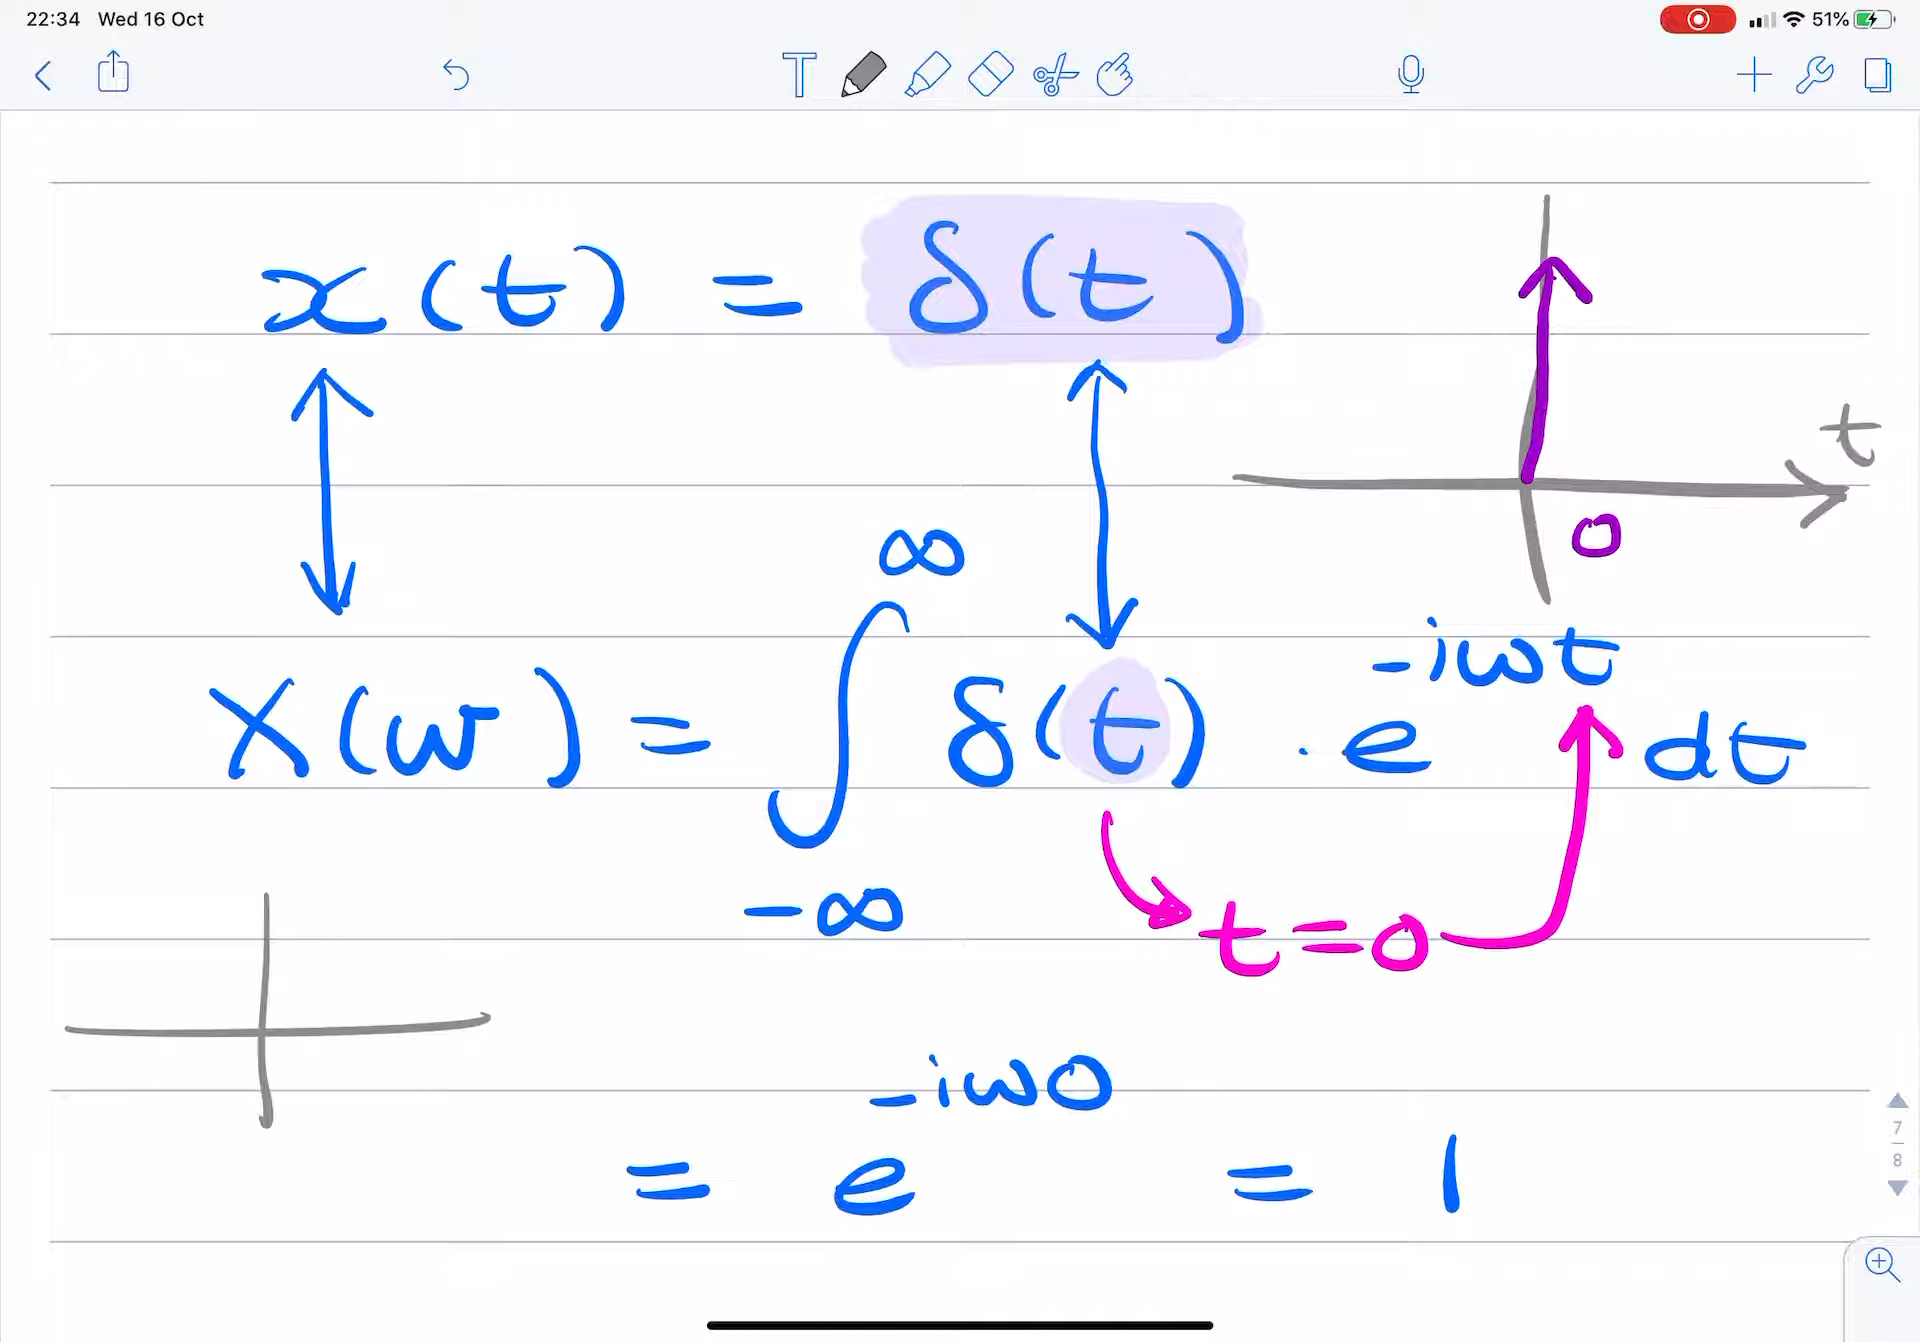 22:34 Wed 16 Oct 51%
T
x(t) = δ(t)
t
0
X(ω) = ∫_{-∞}^{∞} δ(t) · e^{-iωt} dt
t=0
= e^{-iω0} = 1
7
8